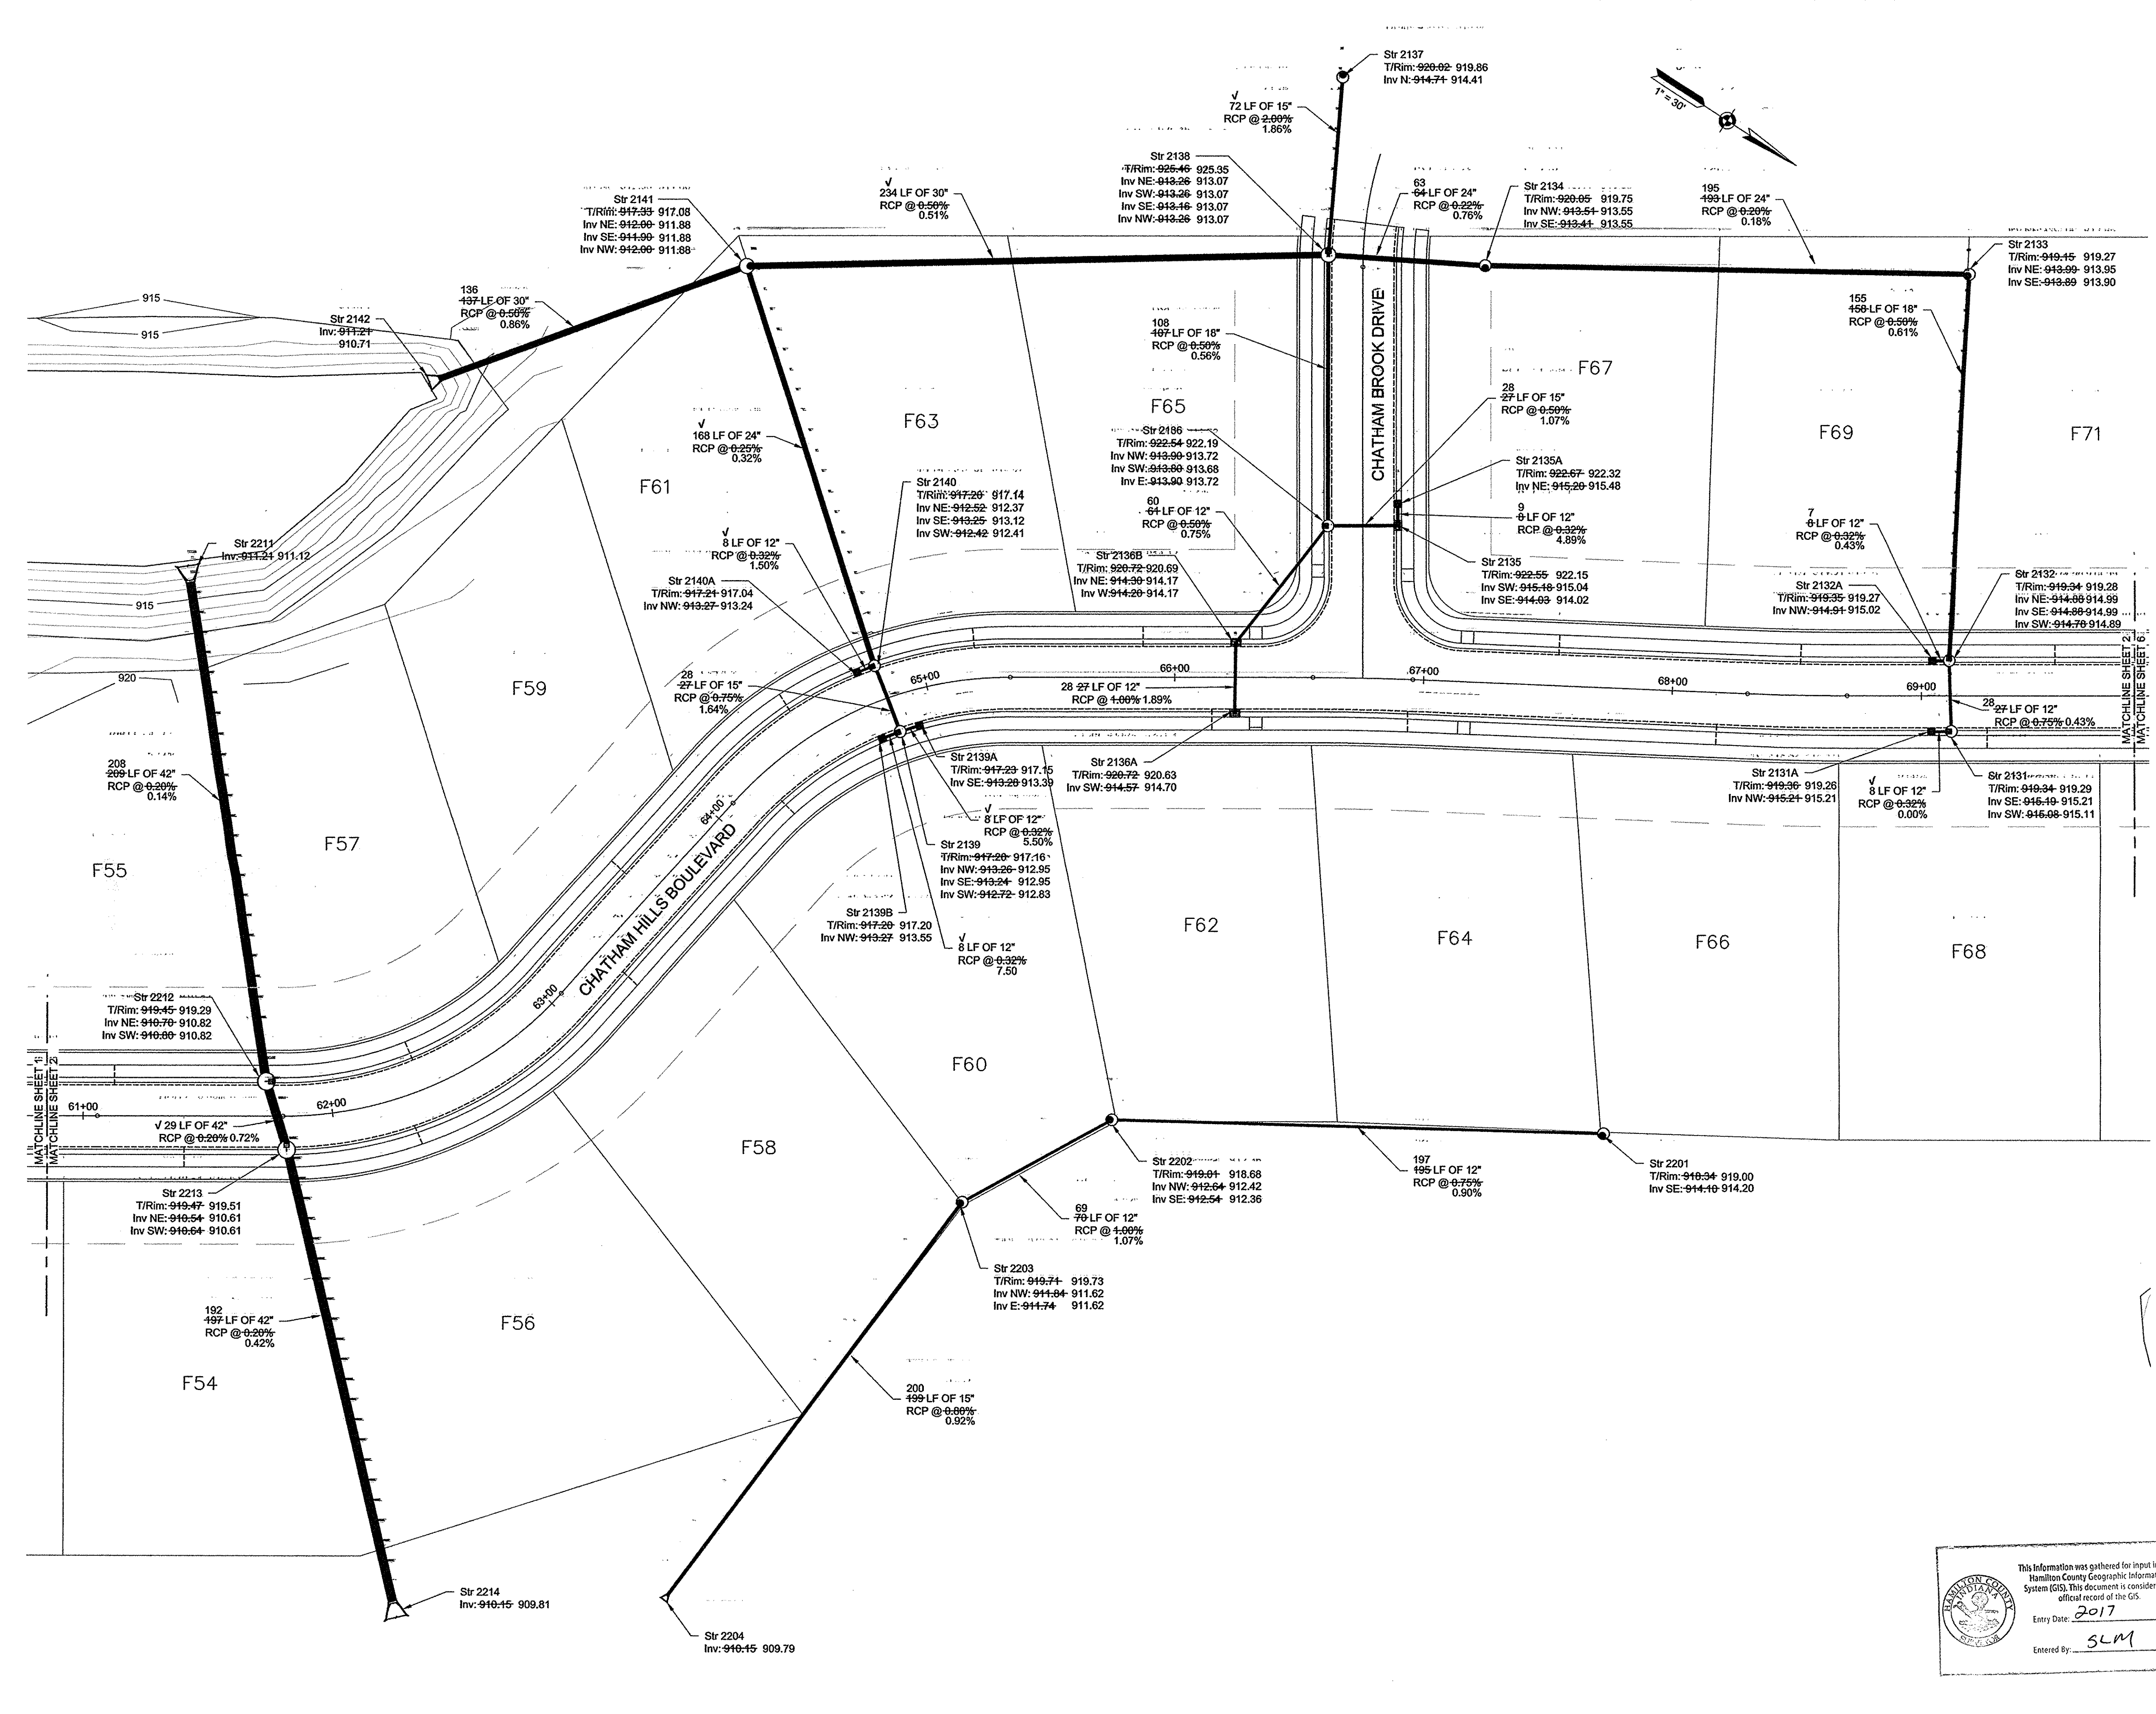 Str 2137
T/Rim: 920.02 919.86
Inv N: 914.71 914.41
√
72 LF OF 15"
RCP @ 2.00%
1.86%
1" = 30'
Str 2138
T/Rim: 925.46 925.35
Inv NE: 913.26 913.07
Inv SW: 913.26 913.07
Inv SE: 913.16 913.07
Inv NW: 913.26 913.07
63
64 LF OF 24"
RCP @ 0.22%
0.76%
Str 2134
T/Rim: 920.05 919.75
Inv NW: 913.51 913.55
Inv SE: 913.41 913.55
195
193 LF OF 24"
RCP @ 0.20%
0.18%
√
234 LF OF 30"
RCP @ 0.50%
0.51%
Str 2141
T/Rim: 917.33 917.08
Inv NE: 912.00 911.88
Inv SE: 911.90 911.88
Inv NW: 912.00 911.88
Str 2133
T/Rim: 919.15 919.27
Inv NE: 913.99 913.95
Inv SE: 913.89 913.90
136
137 LF OF 30"
RCP @ 0.50%
0.86%
915
915
Str 2142
Inv: 911.21
910.71
155
158 LF OF 18"
RCP @ 0.50%
0.61%
108
107 LF OF 18"
RCP @ 0.50%
0.56%
CHATHAM BROOK DRIVE
F67
28
27 LF OF 15"
RCP @ 0.50%
1.07%
F65
F63
F69
F71
√
168 LF OF 24"
RCP @ 0.25%
0.32%
Str 2186
T/Rim: 922.54 922.19
Inv NW: 913.90 913.72
Inv SW: 913.80 913.68
Inv E: 913.90 913.72
Str 2135A
T/Rim: 922.67 922.32
Inv NE: 915.20 915.48
F61
Str 2140
T/Rim: 917.20 917.14
Inv NE: 912.52 912.37
Inv SE: 913.25 913.12
Inv SW: 912.42 912.41
60
61 LF OF 12"
RCP @ 0.50%
0.75%
9
8 LF OF 12"
RCP @ 0.32%
4.89%
7
8 LF OF 12"
RCP @ 0.32%
0.43%
√
8 LF OF 12"
RCP @ 0.32%
1.50%
Str 2211
Inv: 911.21 911.12
Str 2136B
T/Rim: 920.72 920.69
Inv NE: 914.30 914.17
Inv W: 914.20 914.17
Str 2135
T/Rim: 922.55 922.15
Inv SW: 915.18 915.04
Inv SE: 914.03 914.02
Str 2140A
T/Rim: 917.21 917.04
Inv NW: 913.27 913.24
Str 2132A
T/Rim: 919.35 919.27
Inv NW: 914.91 915.02
Str 2132
T/Rim: 919.34 919.28
Inv NE: 914.88 914.99
Inv SE: 914.88 914.99
Inv SW: 914.78 914.89
915
920
F59
28
27 LF OF 15"
RCP @ 0.75%
1.64%
65+00
66+00
67+00
68+00
69+00
28 27 LF OF 12"
RCP @ 1.00% 1.89%
28
27 LF OF 12"
RCP @ 0.75% 0.43%
MATCHLINE SHEET 2
MATCHLINE SHEET 6
208
209 LF OF 42"
RCP @ 0.20%
0.14%
Str 2139A
T/Rim: 917.23 917.15
Inv SE: 913.28 913.39
Str 2136A
T/Rim: 920.72 920.63
Inv SW: 914.57 914.70
Str 2131A
T/Rim: 919.36 919.26
Inv NW: 915.21 915.21
√
8 LF OF 12"
RCP @ 0.32%
0.00%
Str 2131
T/Rim: 919.34 919.29
Inv SE: 915.19 915.21
Inv SW: 915.08 915.11
64+00
√
8 LF OF 12"
RCP @ 0.32%
5.50%
F57
F55
Str 2139
T/Rim: 917.20 917.16
Inv NW: 913.26 912.95
Inv SE: 913.24 912.95
Inv SW: 912.72 912.83
CHATHAM HILLS BOULEVARD
Str 2139B
T/Rim: 917.20 917.20
Inv NW: 913.27 913.55
√
8 LF OF 12"
RCP @ 0.32%
7.50
F62
F64
F66
F68
63+00
Str 2212
T/Rim: 919.45 919.29
Inv NE: 910.70 910.82
Inv SW: 910.80 910.82
F60
MATCHLINE SHEET 1
MATCHLINE SHEET 2
61+00
62+00
√ 29 LF OF 42"
RCP @ 0.20% 0.72%
F58
Str 2202
T/Rim: 919.01 918.68
Inv NW: 912.64 912.42
Inv SE: 912.54 912.36
197
195 LF OF 12"
RCP @ 0.75%
0.90%
Str 2201
T/Rim: 918.34 919.00
Inv SE: 914.10 914.20
Str 2213
T/Rim: 919.47 919.51
Inv NE: 910.54 910.61
Inv SW: 910.64 910.61
69
70 LF OF 12"
RCP @ 1.00%
1.07%
Str 2203
T/Rim: 919.71 919.73
Inv NW: 911.84 911.62
Inv E: 911.74 911.62
192
197 LF OF 42"
RCP @ 0.20%
0.42%
F56
F54
200
199 LF OF 15"
RCP @ 0.80%
0.92%
Str 2214
Inv: 910.15 909.81
Str 2204
Inv: 910.15 909.79
HAMILTON COUNTY
INDIANA
This information was gathered for input
Hamilton County Geographic
System (GIS). This document is
official record of the GIS.
Entry Date: 2017
Entered By: SLM